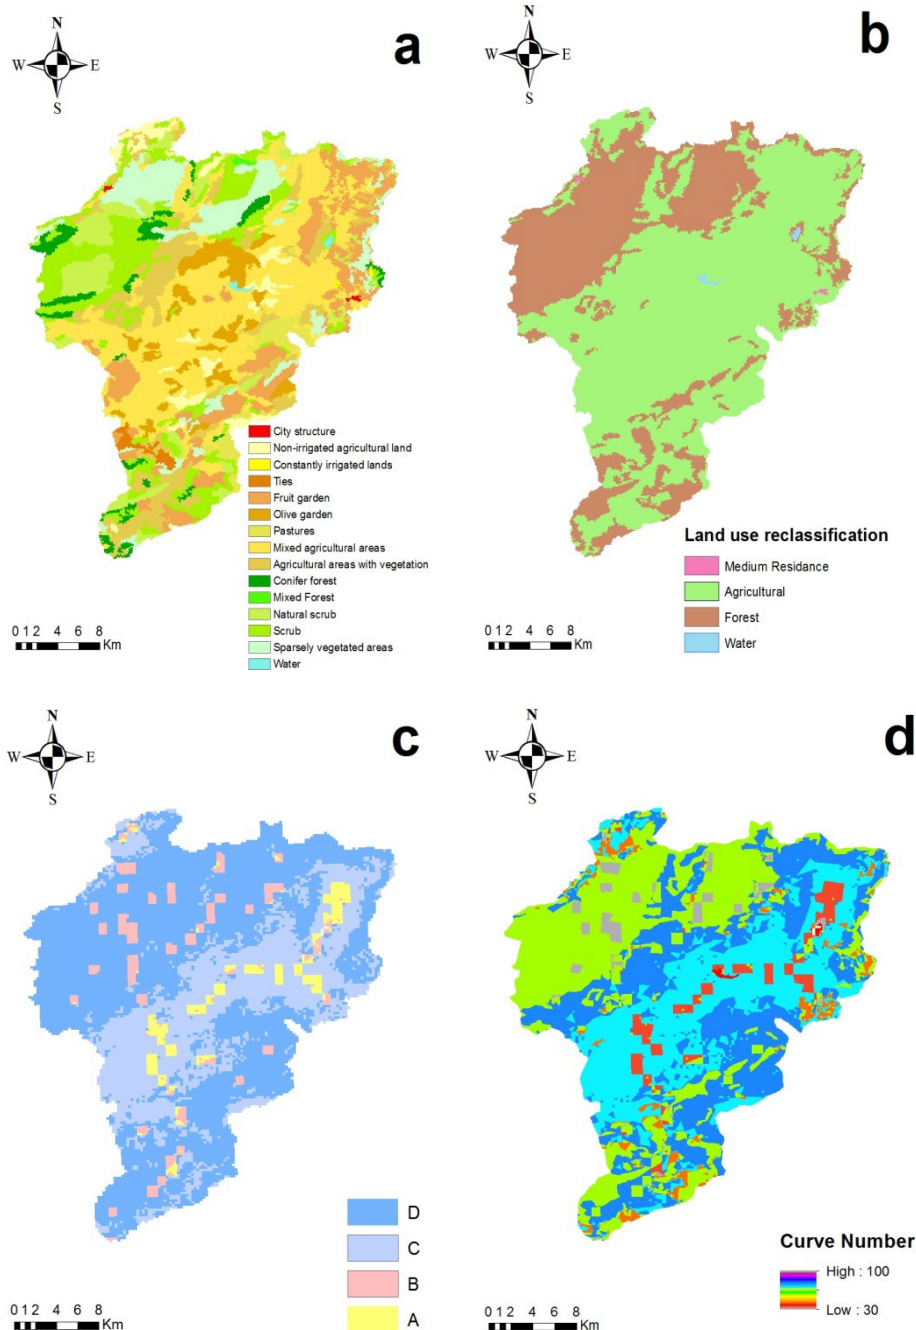 N
W E
S
a
City structure
Non-irrigated agricultural land
Constantly irrigated lands
Ties
Fruit garden
Olive garden
Pastures
Mixed agricultural areas
Agricultural areas with vegetation
Conifer forest
Mixed Forest
Natural scrub
Scrub
Sparsely vegetated areas
Water
0 1 2 4 6 8
Km
N
W E
S
b
Land use reclassification
Medium Residance
Agricultural
Forest
Water
0 1 2 4 6 8
Km
N
W E
S
c
D
C
B
A
0 1 2 4 6 8
Km
N
W E
S
d
Curve Number
High : 100
Low : 30
0 1 2 4 6 8
Km